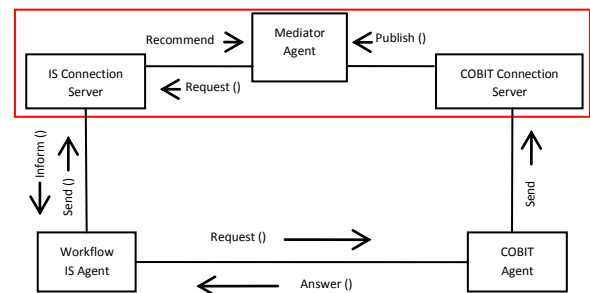 Mediator
Agent
Recommend
Publish ()
IS Connection
Server
Request ()
COBIT Connection
Server
Inform ()
Send ()
Send
Workflow
IS Agent
Request ()
Answer ()
COBIT
Agent